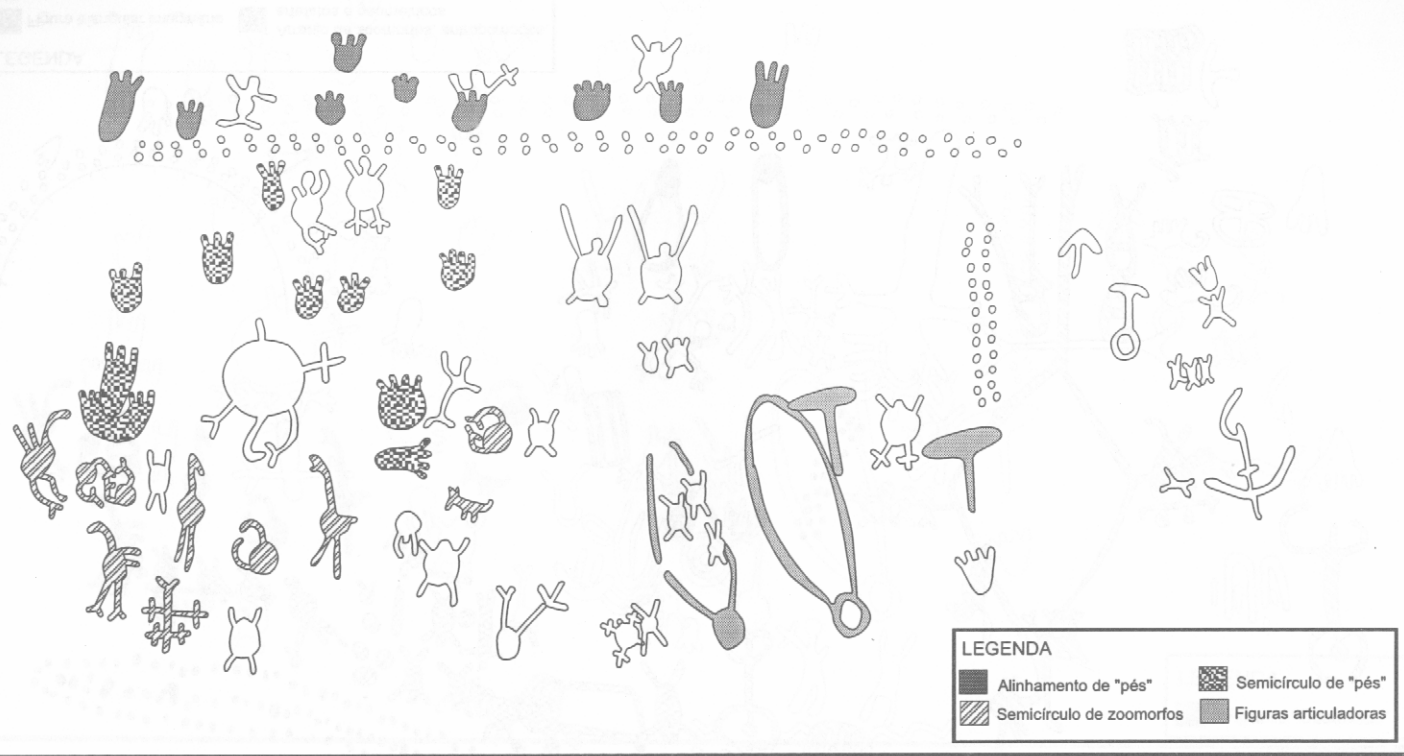 LEGENDA
Alinhamento de "pés"
Semicírculo de "pés"
Semicírculo de zoomorfos
Figuras articuladoras